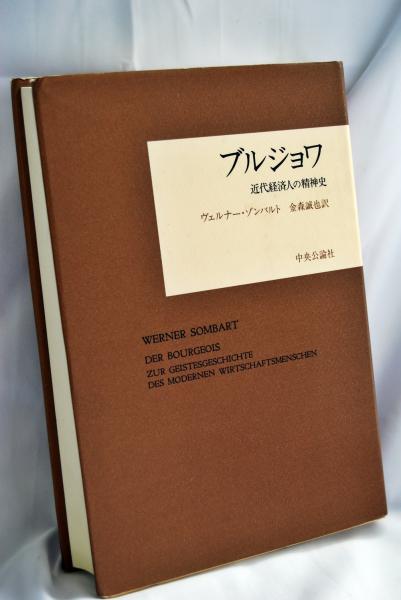 ブルジョワ
近代経済人の精神史
ヴェルナー・ゾンバルト 金森誠也訳
中央公論社
WERNER SOMBART
DER BOURGEOIS
ZUR GEISTESGESCHICHTE
DES MODERNEN WIRTSCHAFTSMENSCHEN